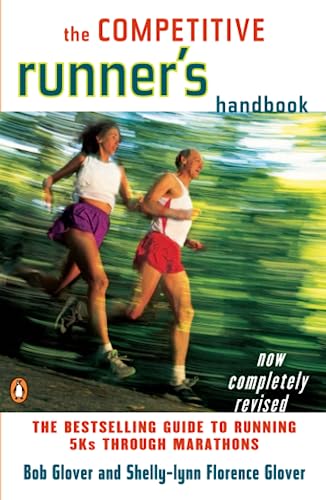 the COMPETITIVE
runner's
handbook
now
completely
revised
THE BESTSELLING GUIDE TO RUNNING
5Ks THROUGH MARATHONS
Bob Glover and Shelly-lynn Florence Glover